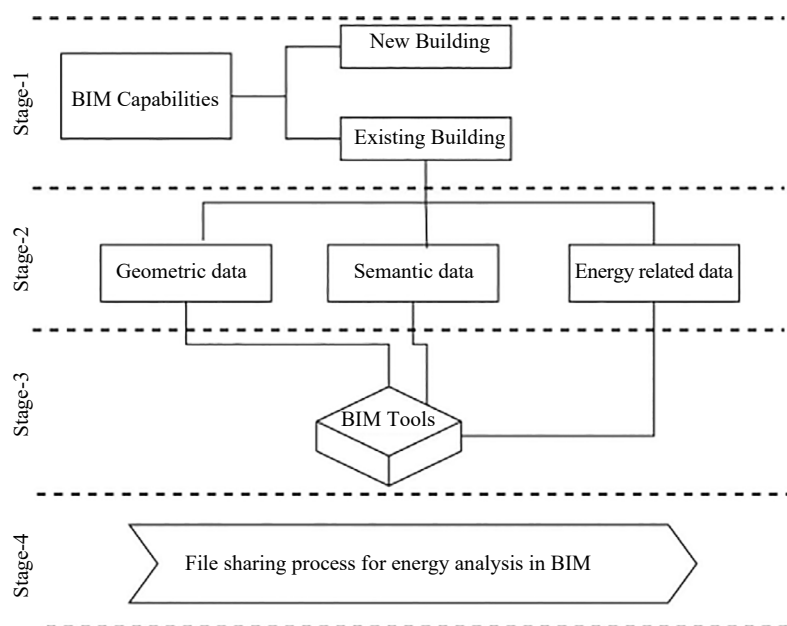 Stage-1
BIM Capabilities
New Building
Existing Building
Stage-2
Geometric data
Semantic data
Energy related data
Stage-3
BIM Tools
Stage-4
File sharing process for energy analysis in BIM